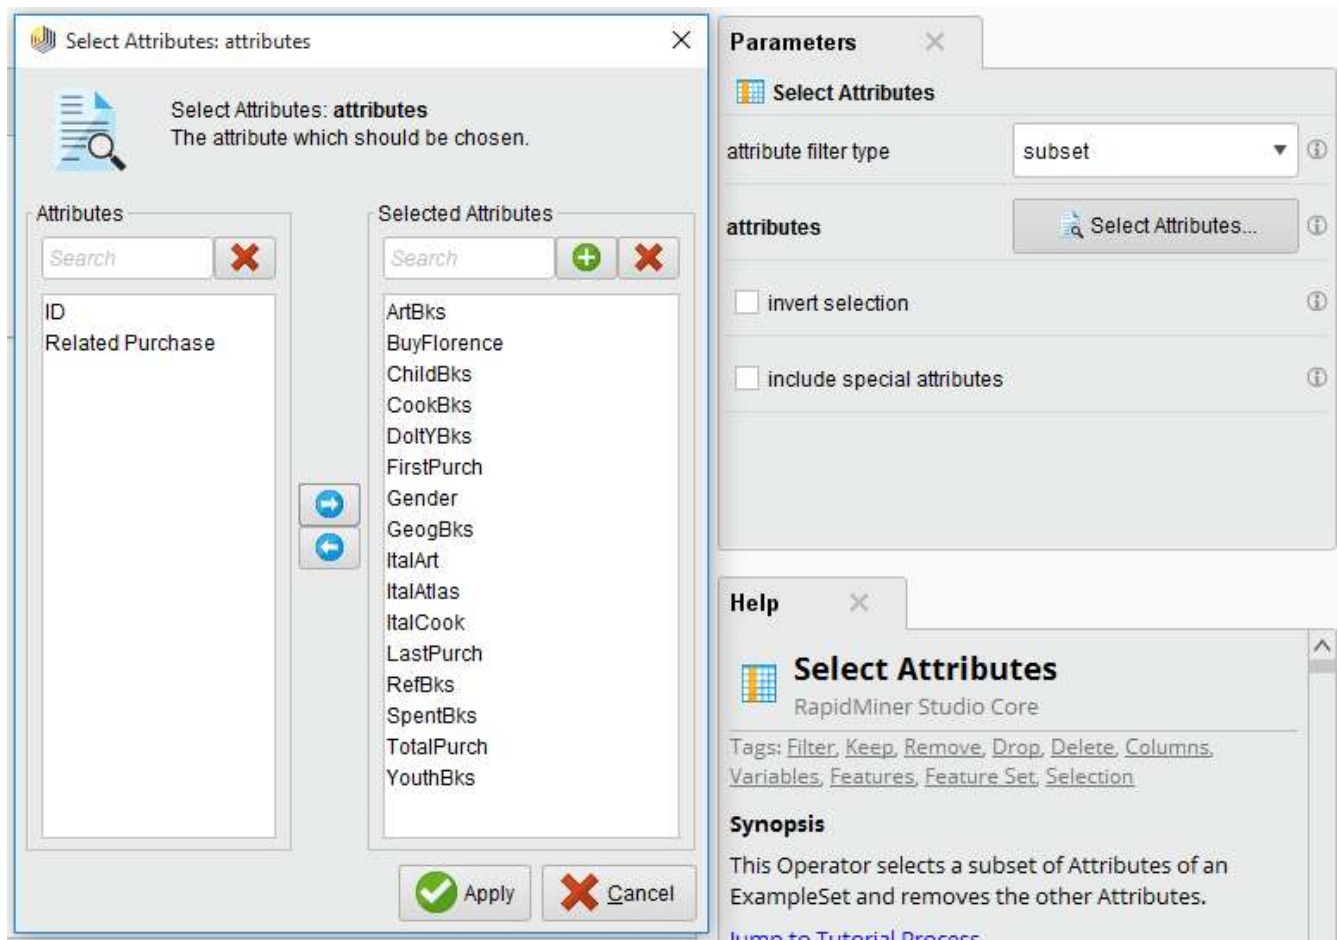 Select Attributes: attributes
Select Attributes: attributes
The attribute which should be chosen.
Attributes
Search
ID
Related Purchase
Selected Attributes
Search
ArtBks
BuyFlorence
ChildBks
CookBks
DoItYBks
FirstPurch
Gender
GeogBks
ItalArt
ItalAtlas
ItalCook
LastPurch
RefBks
SpentBks
TotalPurch
YouthBks
Apply
Cancel
Parameters
Select Attributes
attribute filter type
subset
attributes
Select Attributes...
invert selection
include special attributes
Help
Select Attributes
RapidMiner Studio Core
Tags: Filter, Keep, Remove, Drop, Delete, Columns,
Variables, Features, Feature Set, Selection
Synopsis
This Operator selects a subset of Attributes of an
ExampleSet and removes the other Attributes.
Jump to Tutorial Process